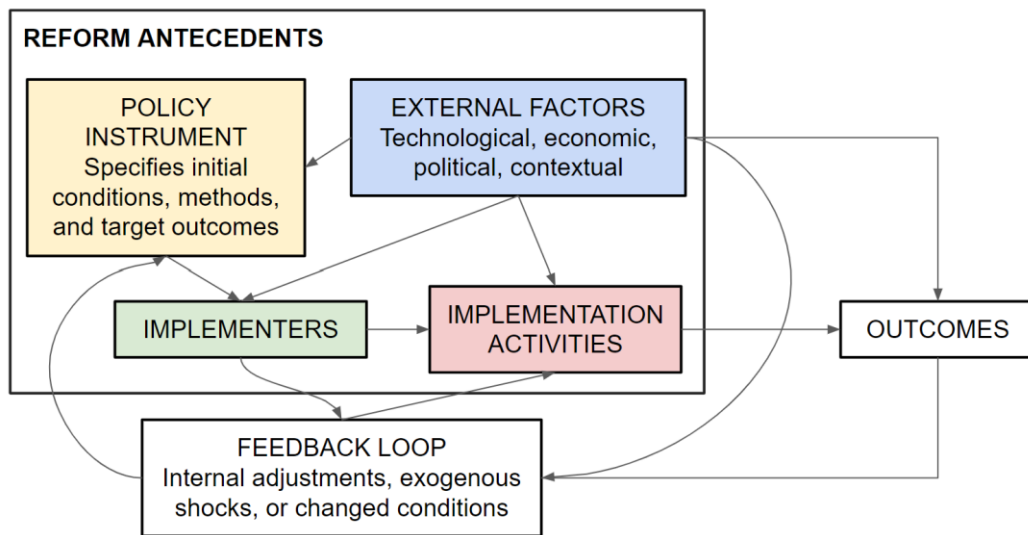 REFORM ANTECEDENTS
POLICY
INSTRUMENT
Specifies initial
conditions, methods,
and target outcomes
EXTERNAL FACTORS
Technological, economic,
political, contextual
IMPLEMENTERS
IMPLEMENTATION
ACTIVITIES
OUTCOMES
FEEDBACK LOOP
Internal adjustments, exogenous
shocks, or changed conditions